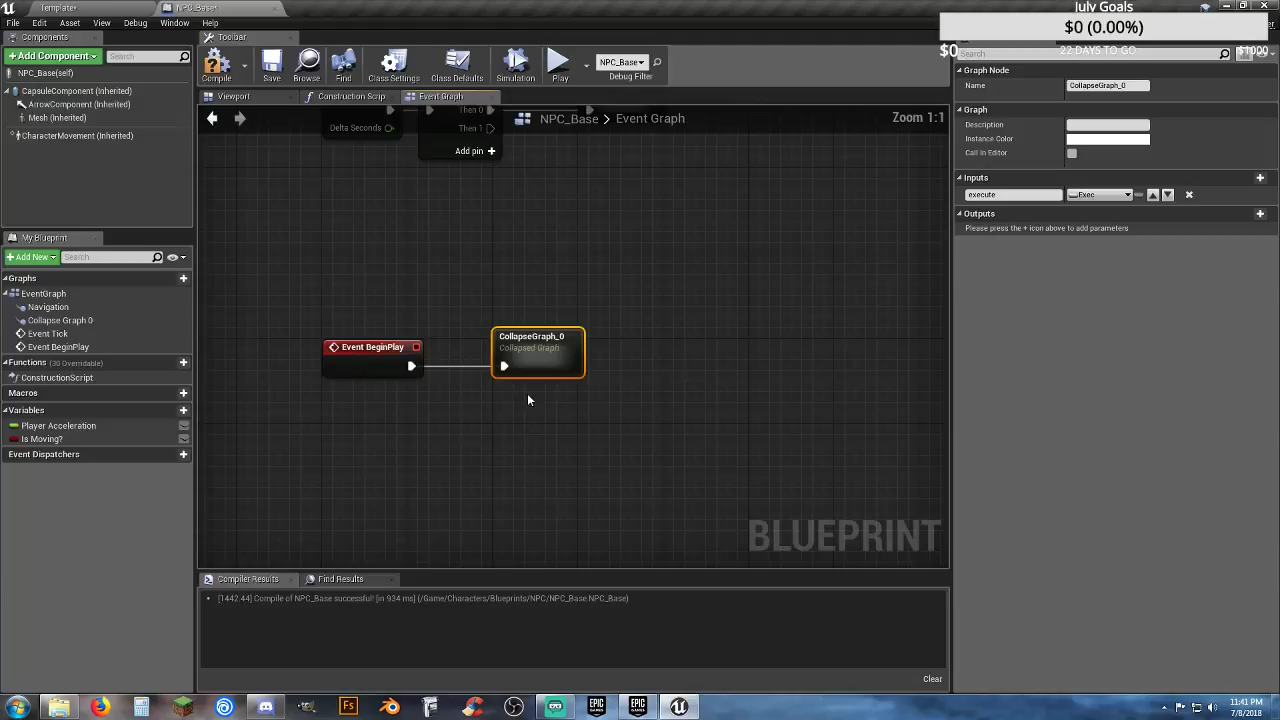 Template*
NPC_Base*
July Goals
$0 (0.00%)
$0
22 DAYS TO GO
$1000
File Edit Asset View Debug Window Help
Components
Toolbar
+ Add Component
Search
NPC_Base(self)
CapsuleComponent (Inherited)
ArrowComponent (Inherited)
Mesh (Inherited)
CharacterMovement (Inherited)
Compile
Save
Browse
Find
Class Settings
Class Defaults
Simulation
Play
NPC_Base
Debug Filter
Viewport
Construction Scrip
Event Graph
NPC_Base > Event Graph
Zoom 1:1
Delta Seconds
Then 0
Then 1
Add pin +
Event BeginPlay
CollapseGraph_0
Collapsed Graph
BLUEPRINT
My Blueprint
+ Add New
Search
Graphs
EventGraph
Navigation
Collapse Graph 0
Event Tick
Event BeginPlay
Functions (30 Overridable)
ConstructionScript
Macros
Variables
Player Acceleration
Is Moving?
Event Dispatchers
Search
Graph Node
Name
CollapseGraph_0
Graph
Description
Instance Color
Call In Editor
Inputs
execute
Exec
Outputs
Please press the + icon above to add parameters
Compiler Results
Find Results
[1442.44] Compile of NPC_Base successful! [in 934 ms] (/Game/Characters/Blueprints/NPC/NPC_Base.NPC_Base)
Clear
Fs
EPIC GAMES
EPIC GAMES
11:41 PM
7/8/2018